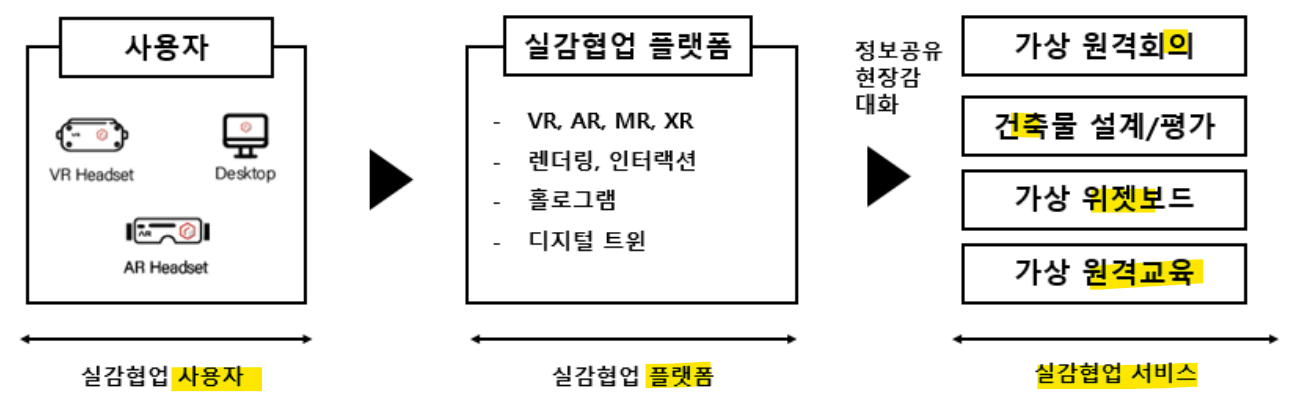 사용자
VR Headset
Desktop
AR
AR Headset
실감협업 사용자
실감협업 플랫폼
- VR, AR, MR, XR
- 렌더링, 인터랙션
- 홀로그램
- 디지털 트윈
실감협업 플랫폼
정보공유
현장감
대화
가상 원격회의
건축물 설계/평가
가상 위젯보드
가상 원격교육
실감협업 서비스